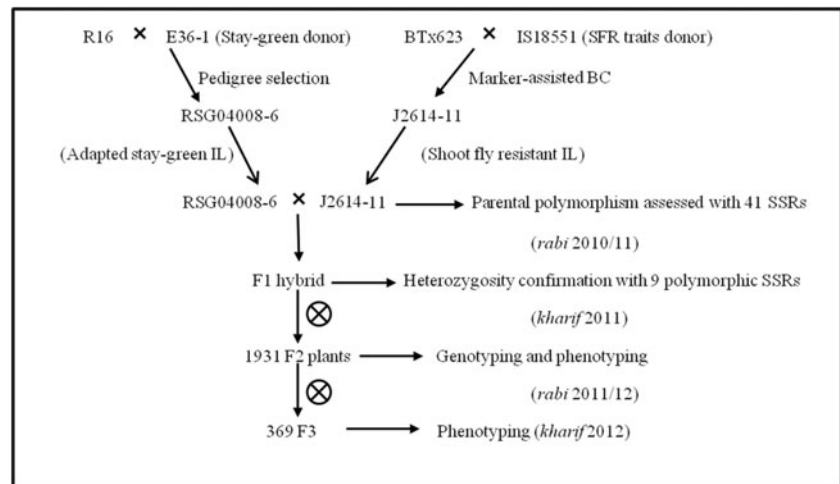 R16 × E36-1 (Stay-green donor) BTx623 × IS18551 (SFR traits donor)
Pedigree selection Marker-assisted BC
RSG04008-6 J2614-11
(Adapted stay-green IL) (Shoot fly resistant IL)
RSG04008-6 × J2614-11 Parental polymorphism assessed with 41 SSRs
(rabi 2010/11)
F1 hybrid Heterozygosity confirmation with 9 polymorphic SSRs
(kharif 2011)
1931 F2 plants Genotyping and phenotyping
(rabi 2011/12)
369 F3 Phenotyping (kharif 2012)